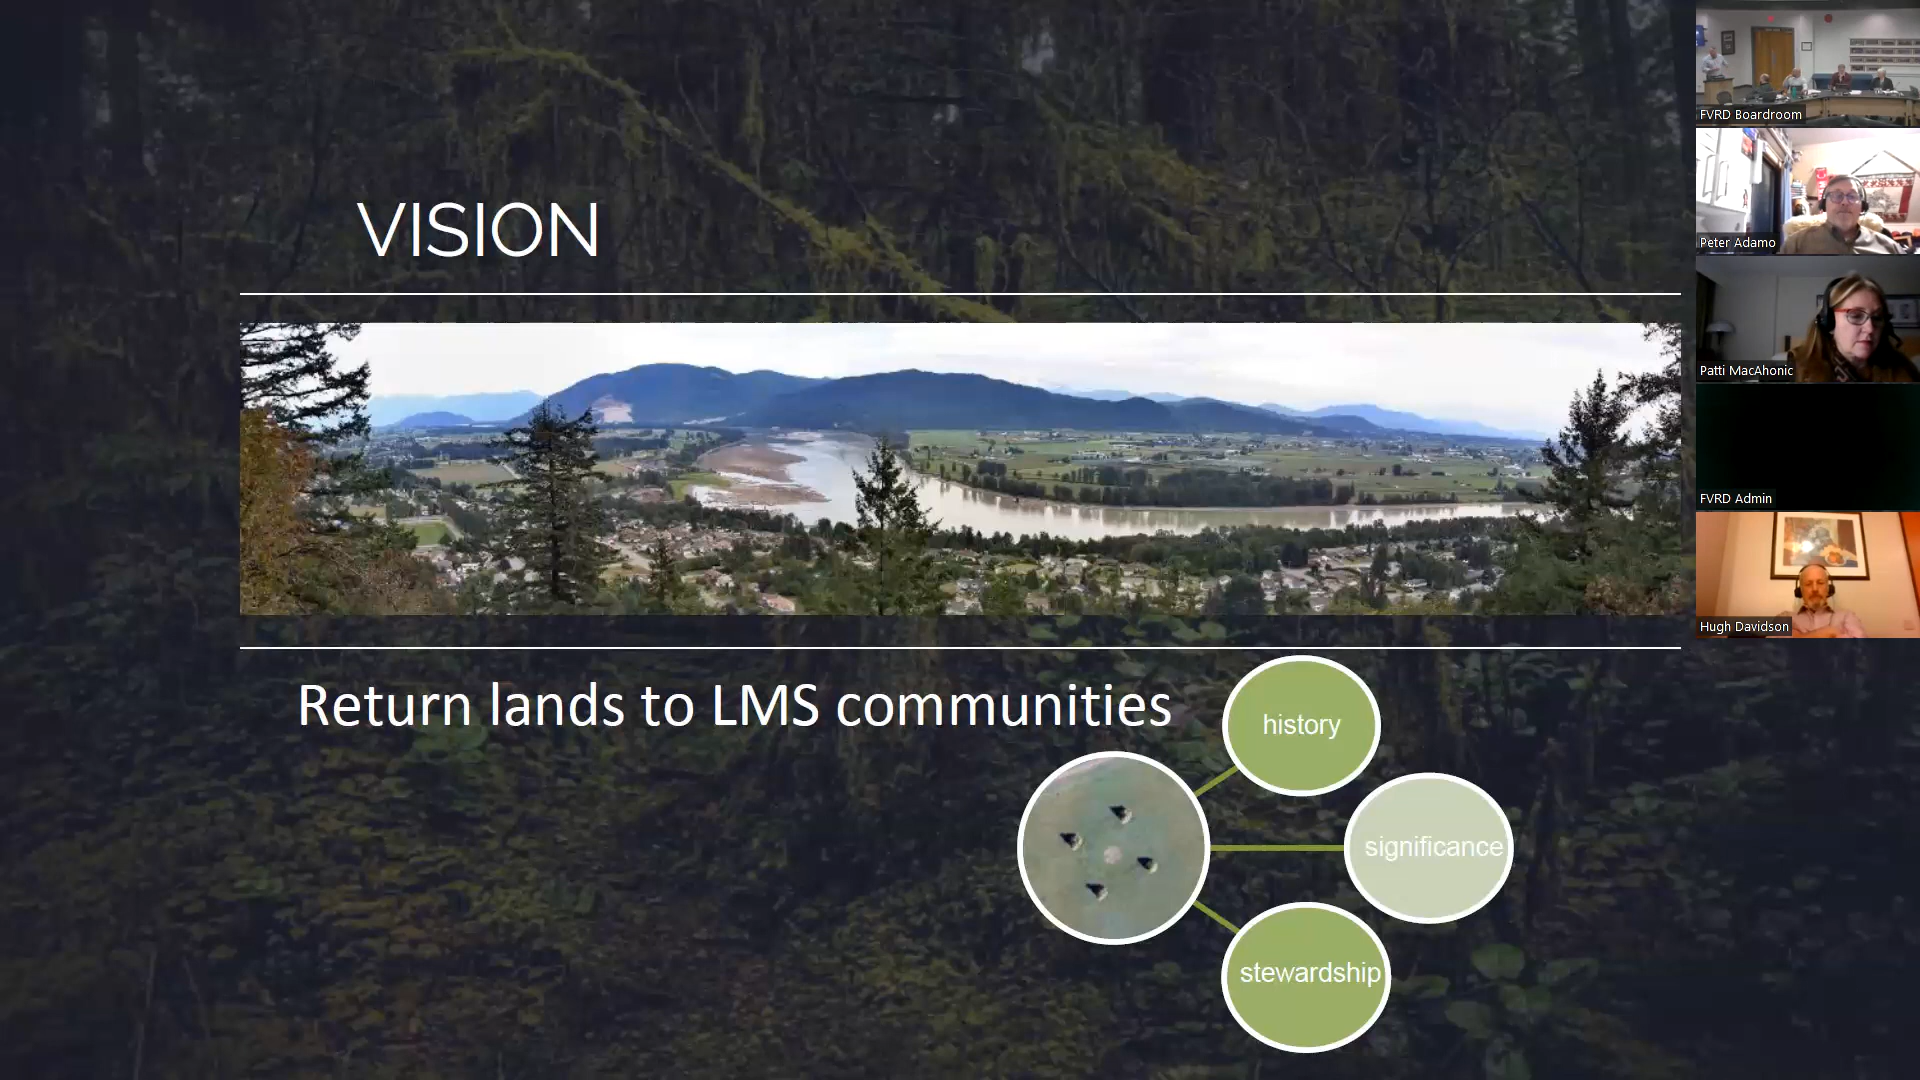 VISION
Return lands to LMS communities
history
significance
stewardship
FVRD Boardroom
Peter Adamo
Patti MacAhonic
FVRD Admin
Hugh Davidson